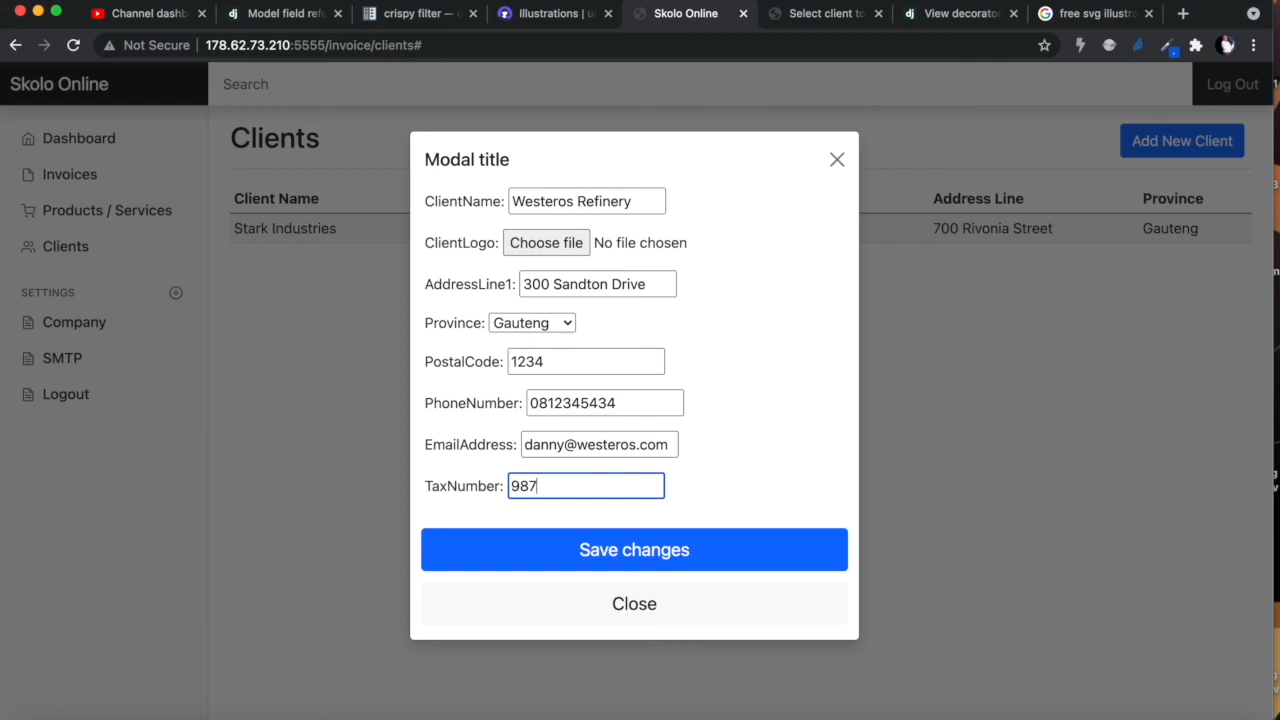 Channel dashb
Model field refe
crispy filter — c
Illustrations | u
Skolo Online
Select client to
View decorato
free svg illustra
Not Secure
178.62.73.210:5555/invoice/clients#
Skolo Online
Search
Log Out
Dashboard
Invoices
Products / Services
Clients
SETTINGS
Company
SMTP
Logout
Clients
Add New Client
Client Name
Address Line
Province
Stark Industries
700 Rivonia Street
Gauteng
Modal title
ClientName: Westeros Refinery
ClientLogo: Choose file No file chosen
AddressLine1: 300 Sandton Drive
Province: Gauteng
PostalCode: 1234
PhoneNumber: 0812345434
EmailAddress: danny@westeros.com
TaxNumber: 987
Save changes
Close